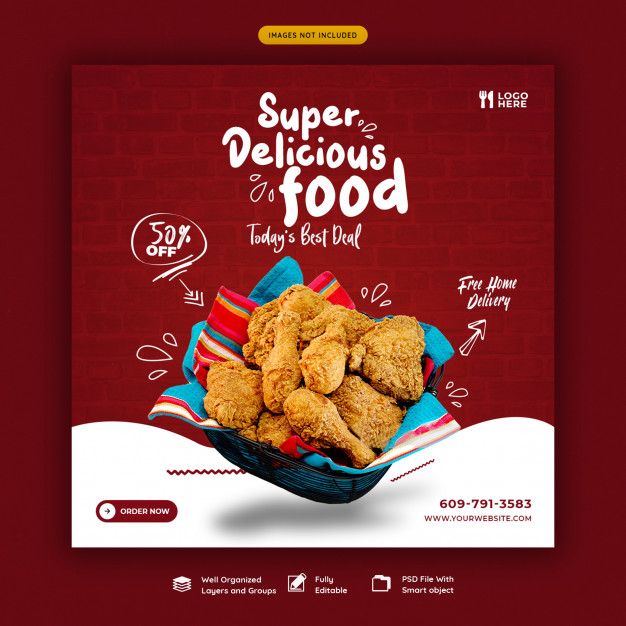 IMAGES NOT INCLUDED
LOGO
HERE
Super
Delicious
food
Today's Best Deal
50%
OFF
Free Home
Delivery
609-791-3583
ORDER NOW
WWW.YOURWEBSITE.COM
Well Organized
Layers and Groups
Fully
Editable
PSD File With
Smart object